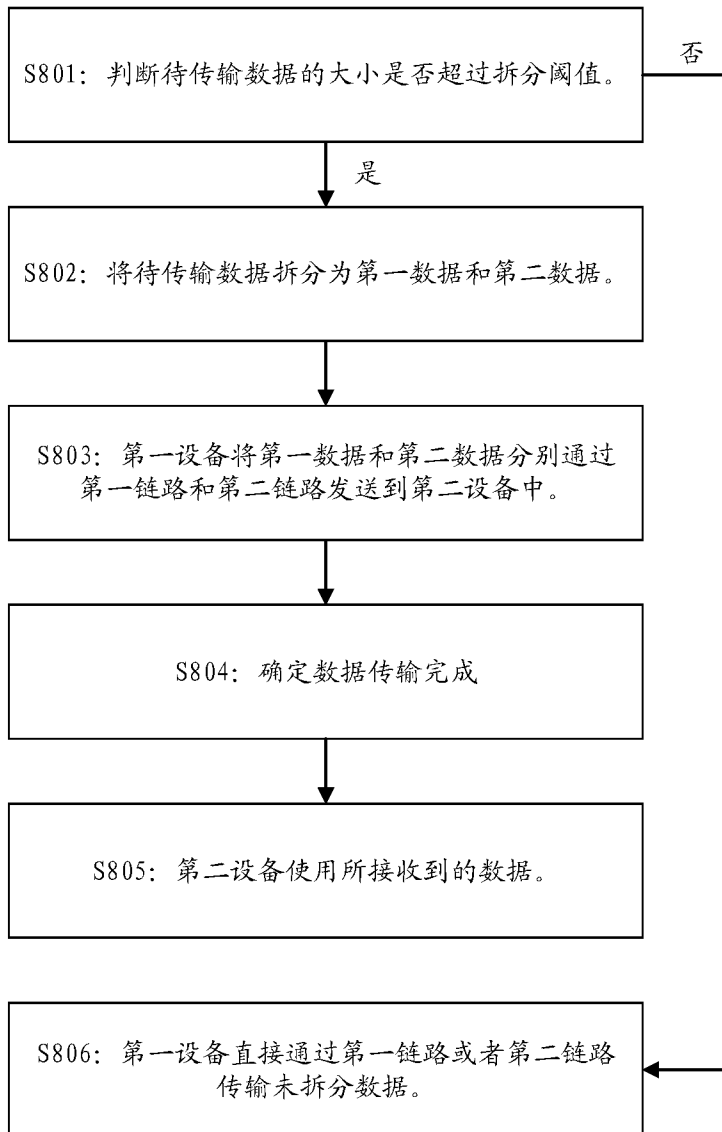 S801：判断待传输数据的大小是否超过拆分阈值。
否
是
S802：将待传输数据拆分为第一数据和第二数据。
S803：第一设备将第一数据和第二数据分别通过
第一链路和第二链路发送到第二设备中。
S804：确定数据传输完成
S805：第二设备使用所接收到的数据。
S806：第一设备直接通过第一链路或者第二链路
传输未拆分数据。